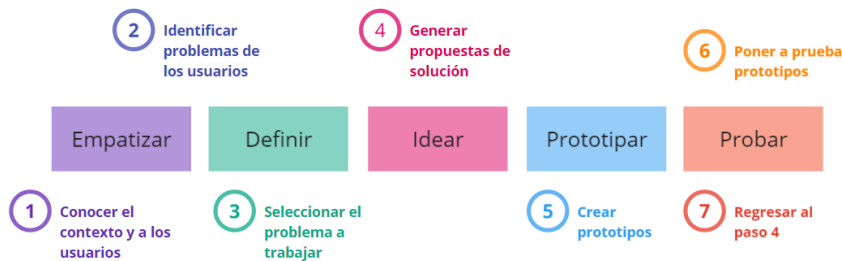 2 Identificar
problemas de
los usuarios
4 Generar
propuestas de
solución
6 Poner a prueba
prototipos
Empatizar
Definir
Idear
Prototipar
Probar
1 Conocer el
contexto y a los
usuarios
3 Seleccionar el
problema a
trabajar
5 Crear
prototipos
7 Regresar al
paso 4